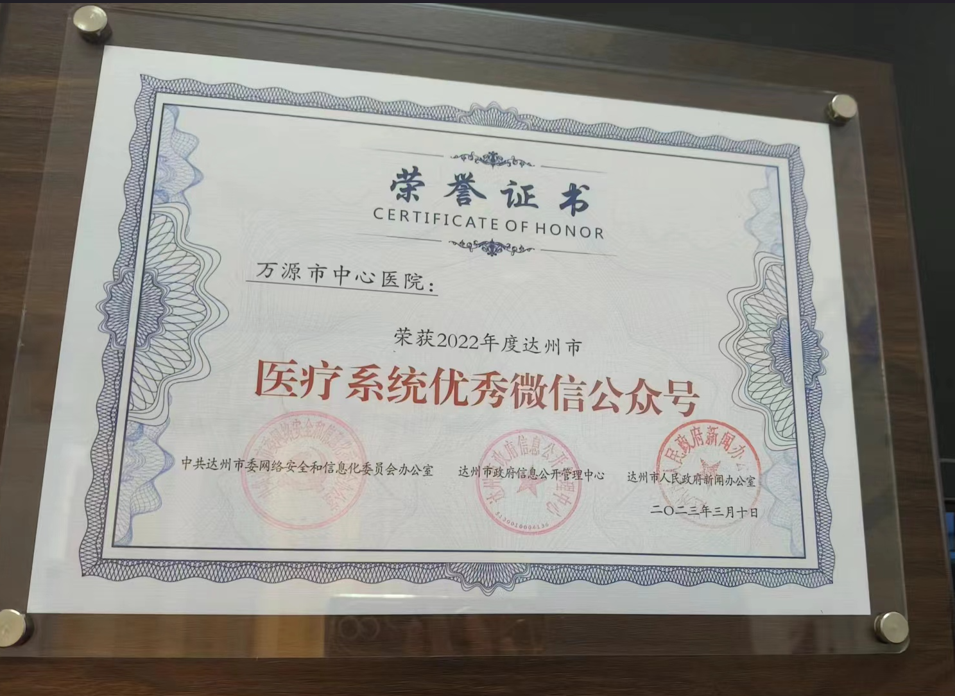 荣誉证书
CERTIFICATE OF HONOR
万源市中心医院：
荣获2022年度达州市
医疗系统优秀微信公众号
中共达州市委网络安全和信息化委员会办公室 达州市政府信息公开管理中心 达州市人民政府新闻办公室
二〇二三年三月十日